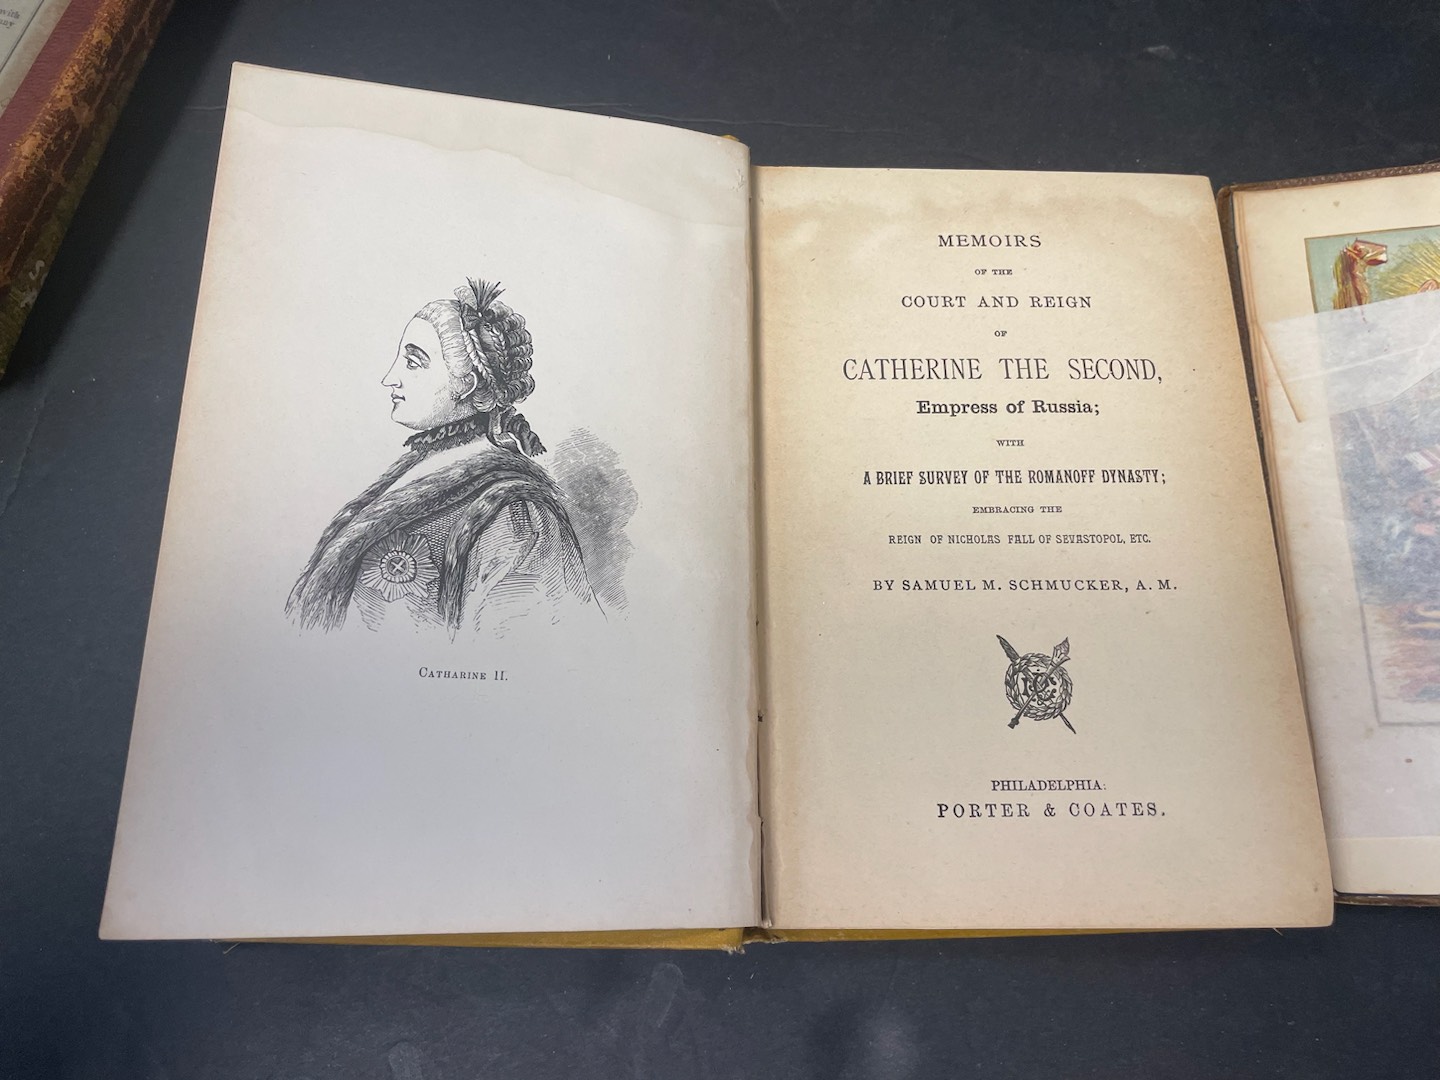 with
Catharine II.
MEMOIRS
OF THE
COURT AND REIGN
OF
CATHERINE THE SECOND,
Empress of Russia;
WITH
A BRIEF SURVEY OF THE ROMANOFF DYNASTY;
EMBRACING THE
REIGN OF NICHOLAS FALL OF SEVASTOPOL, ETC.
BY SAMUEL M. SCHMUCKER, A. M.
PHILADELPHIA:
PORTER & COATES.